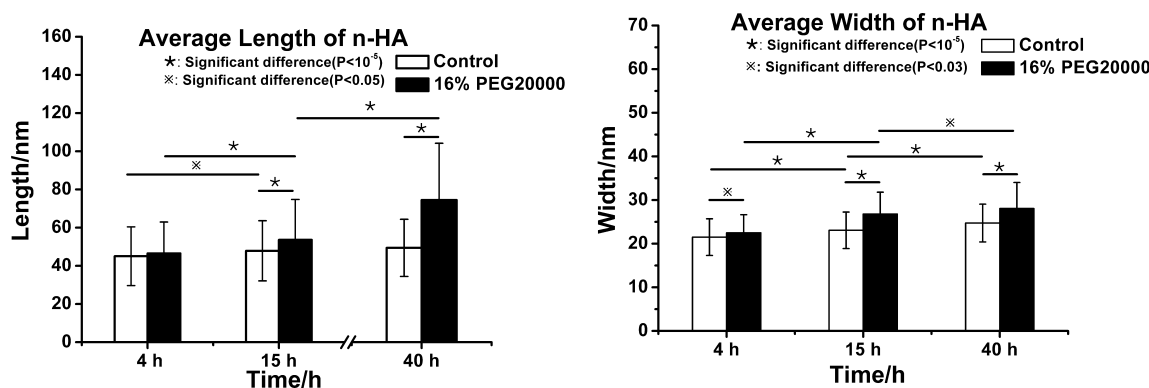 Average Length of n-HA
*: Significant difference(P<10⁻⁵)
※: Significant difference(P<0.05)
Control
16% PEG20000
160
140
120
100
80
60
40
20
0
Length/nm
*
*
*
※
*
4 h
15 h
40 h
Time/h
Average Width of n-HA
*: Significant difference(P<10⁻⁵)
※: Significant difference(P<0.03)
Control
16% PEG20000
70
60
50
40
30
20
10
0
Width/nm
*
※
*
*
※
*
*
4 h
15 h
40 h
Time/h